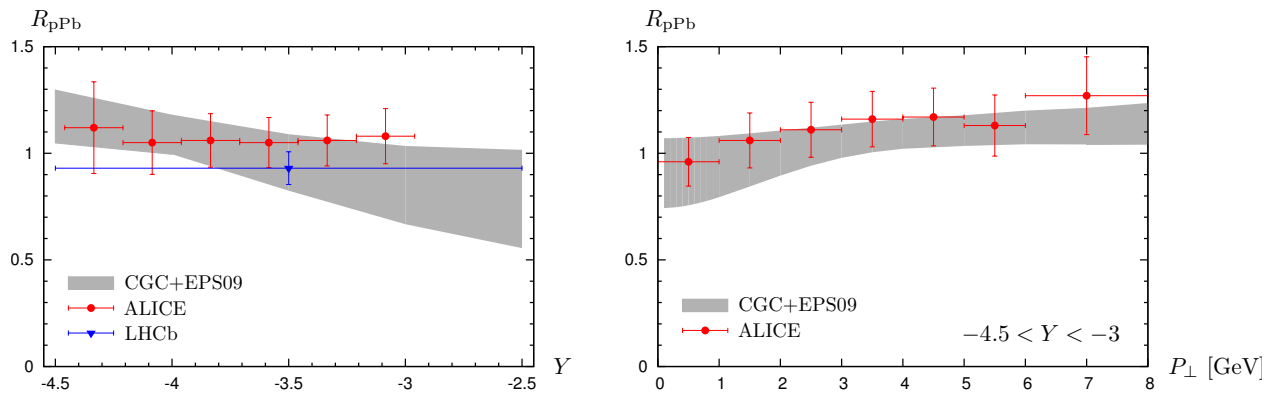 R_pPb
1.5
1
0.5
0
CGC+EPS09
ALICE
LHCb
-4.5 -4 -3.5 -3 -2.5
Y
R_pPb
1.5
1
0.5
0
CGC+EPS09
ALICE
−4.5 < Y < −3
0 1 2 3 4 5 6 7 8
P_⊥ [GeV]